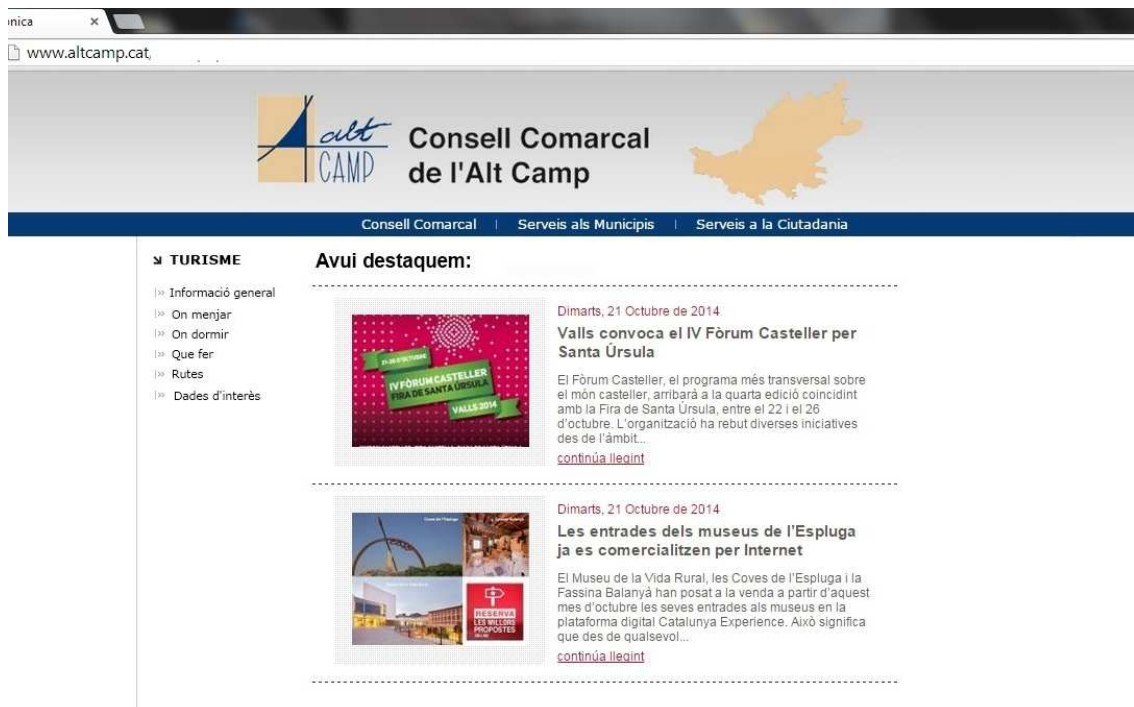 onica ×
www.altcamp.cat
alt
CAMP
Consell Comarcal
de l'Alt Camp
Consell Comarcal | Serveis als Municipis | Serveis a la Ciutadania
TURISME
Informació general
On menjar
On dormir
Que fer
Rutes
Dades d'interès
Avui destaquem:
21-26 D'OCTUBRE
IV FÒRUM CASTELLER
FIRA DE SANTA ÚRSULA
VALLS 2014
Dimarts, 21 Octubre de 2014
Valls convoca el IV Fòrum Casteller per
Santa Úrsula
El Fòrum Casteller, el programa més transversal sobre
el món casteller, arribarà a la quarta edició coincidint
amb la Fira de Santa Úrsula, entre el 22 i el 26
d'octubre. L'organització ha rebut diverses iniciatives
des de l'àmbit...
continúa llegint
RESERVA
LES MILLORS
PROPOSTES
Dimarts, 21 Octubre de 2014
Les entrades dels museus de l'Espluga
ja es comercialitzen per Internet
El Museu de la Vida Rural, les Coves de l'Espluga i la
Fassina Balanyà han posat a la venda a partir d'aquest
mes d'octubre les seves entrades als museus en la
plataforma digital Catalunya Experience. Això significa
que des de qualsevol...
continúa llegint